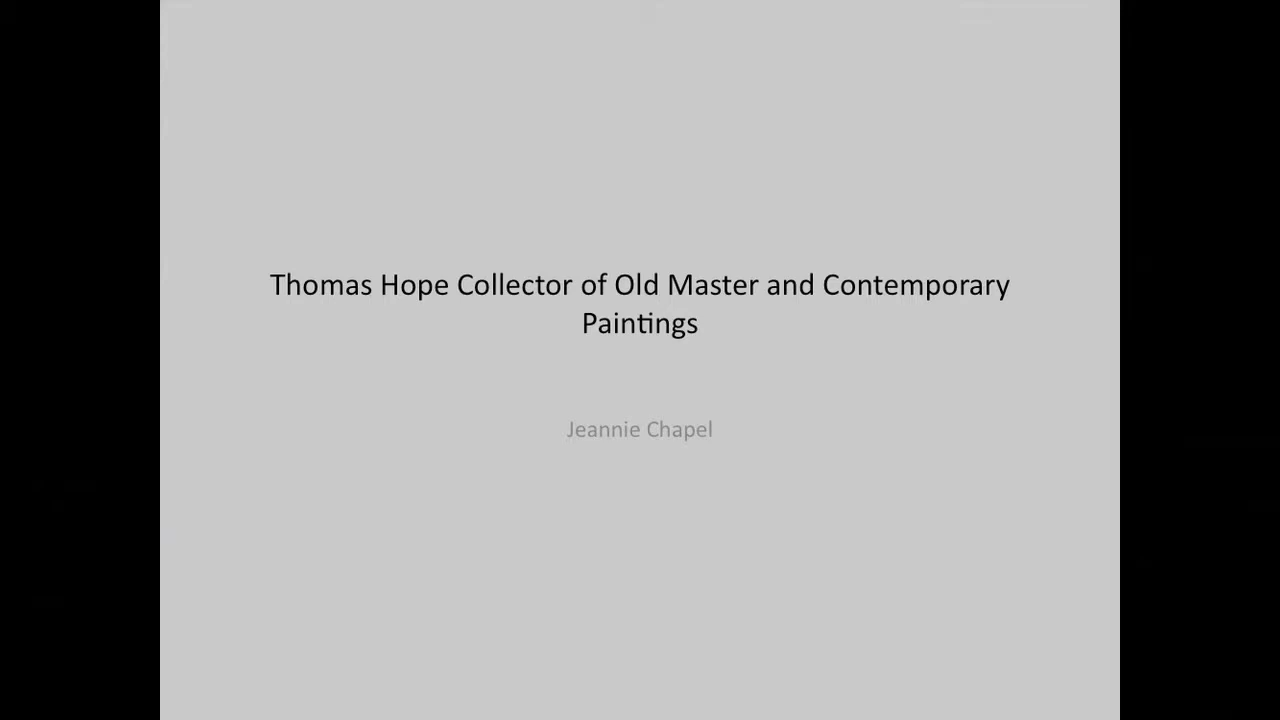 Thomas Hope Collector of Old Master and Contemporary
Paintings
Jeannie Chapel